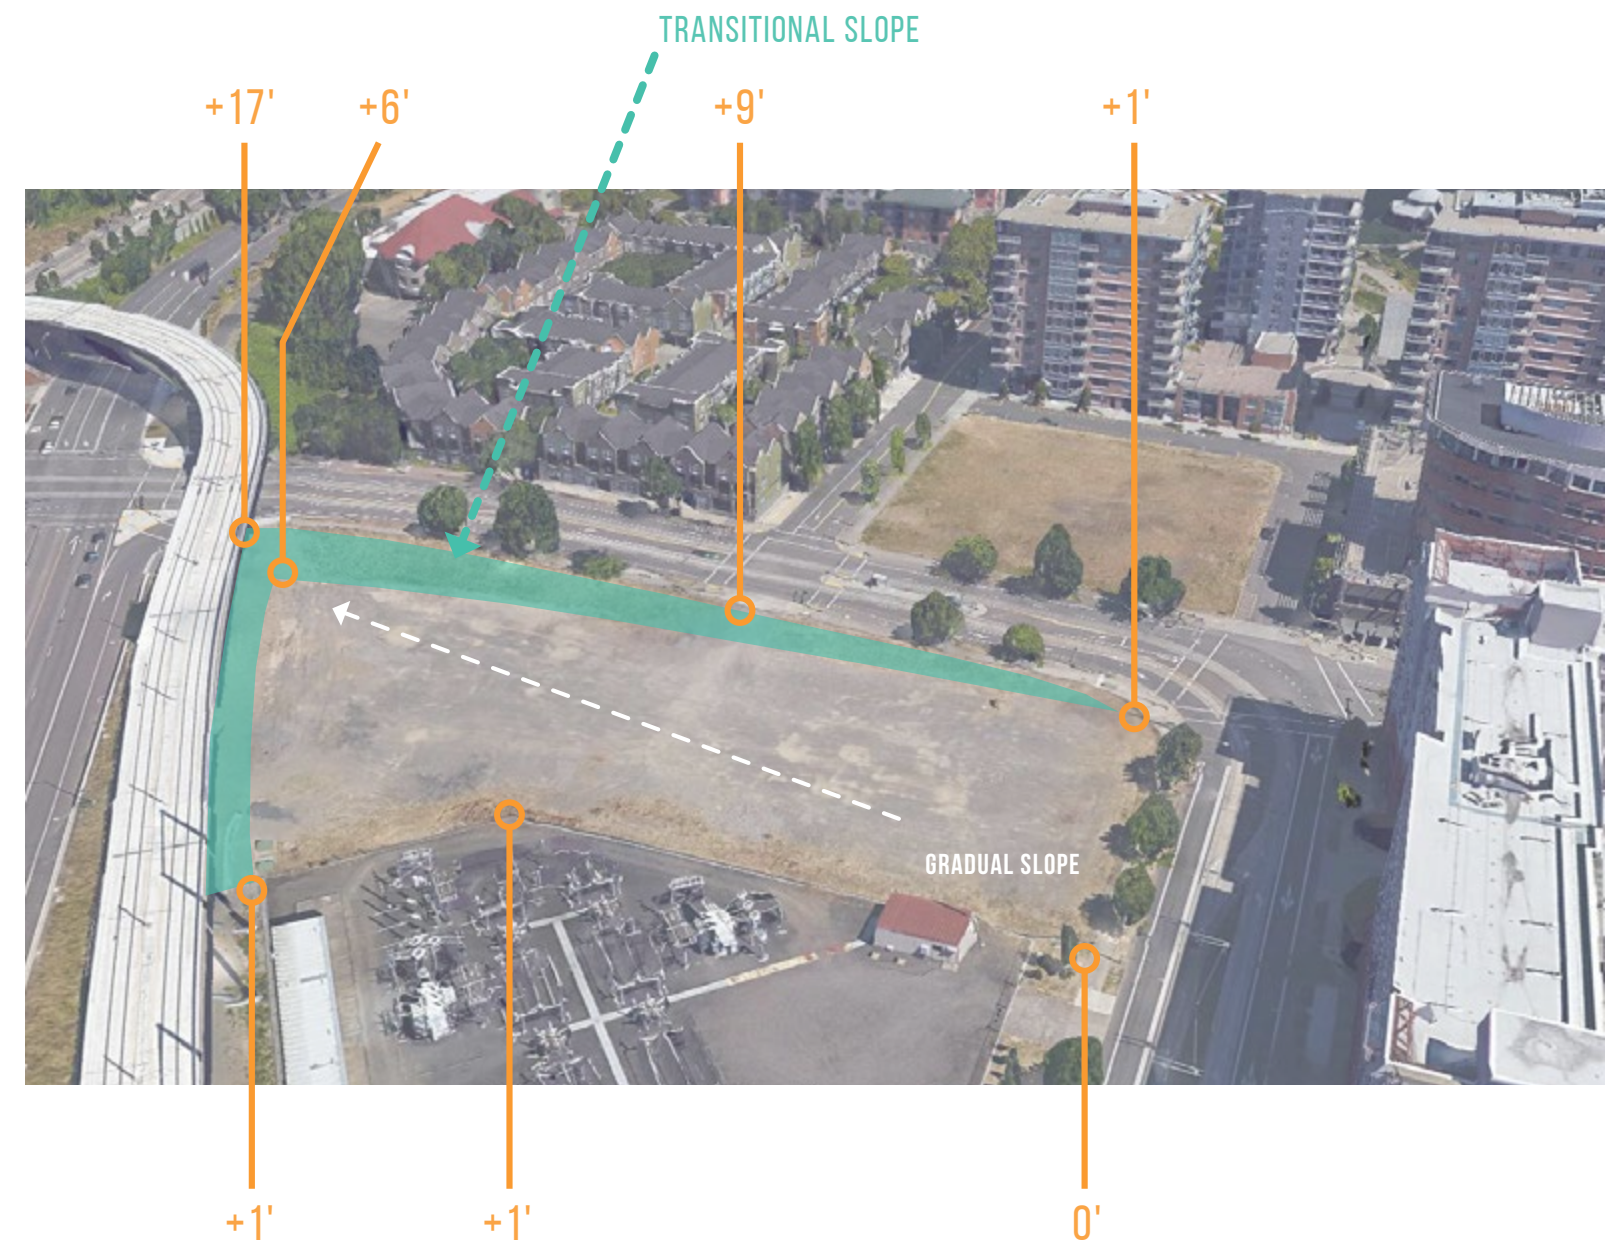 TRANSITIONAL SLOPE
+17' +6' +9' +1'
GRADUAL SLOPE
+1' +1' 0'